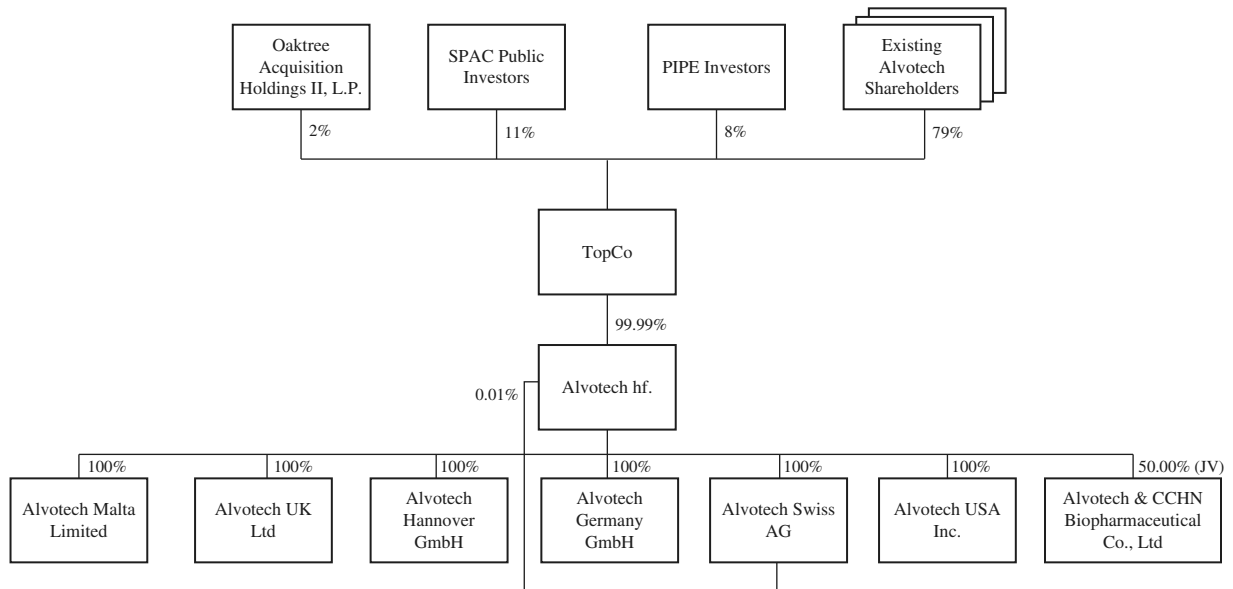 Oaktree
Acquisition
Holdings II, L.P.
SPAC Public
Investors
PIPE Investors
Existing
Alvotech
Shareholders
2%
11%
8%
79%
TopCo
99.99%
Alvotech hf.
0.01%
100%
100%
100%
100%
100%
100%
50.00% (JV)
Alvotech Malta
Limited
Alvotech UK
Ltd
Alvotech
Hannover
GmbH
Alvotech
Germany
GmbH
Alvotech Swiss
AG
Alvotech USA
Inc.
Alvotech & CCHN
Biopharmaceutical
Co., Ltd